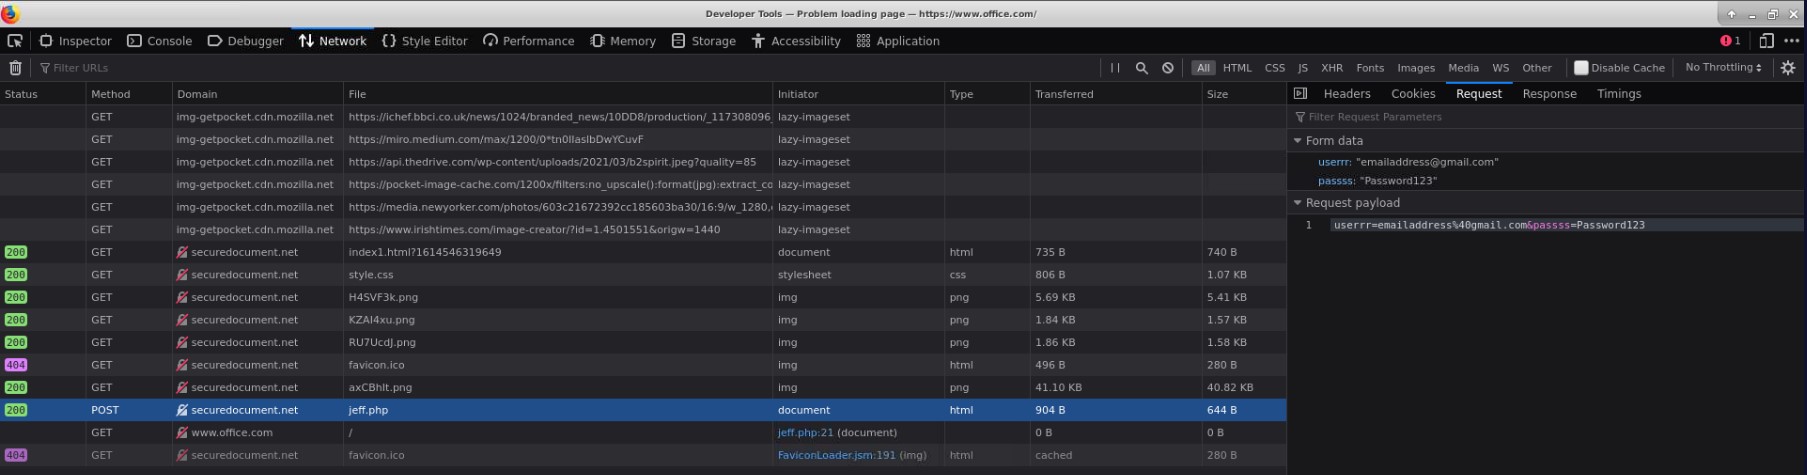 Developer Tools — Problem loading page — https://www.office.com/
Inspector Console Debugger Network Style Editor Performance Memory Storage Accessibility Application 1
Filter URLs All HTML CSS JS XHR Fonts Images Media WS Other Disable Cache No Throttling
Status Method Domain File Initiator Type Transferred Size
GET img-getpocket.cdn.mozilla.net https://ichef.bbci.co.uk/news/1024/branded_news/10DD8/production/_117308096_ lazy-imageset
GET img-getpocket.cdn.mozilla.net https://miro.medium.com/max/1200/0*tn0IlasIbDwYCuvF lazy-imageset
GET img-getpocket.cdn.mozilla.net https://api.thedrive.com/wp-content/uploads/2021/03/b2spirit.jpeg?quality=85 lazy-imageset
GET img-getpocket.cdn.mozilla.net https://pocket-image-cache.com/1200x/filters:no_upscale():format(jpg):extract_co lazy-imageset
GET img-getpocket.cdn.mozilla.net https://media.newyorker.com/photos/603c21672392cc185603ba30/16:9/w_1280, lazy-imageset
GET img-getpocket.cdn.mozilla.net https://www.irishtimes.com/image-creator/?id=1.4501551&origw=1440 lazy-imageset
200 GET securedocument.net index1.html?1614546319649 document html 735 B 740 B
200 GET securedocument.net style.css stylesheet css 806 B 1.07 KB
200 GET securedocument.net H4SVF3k.png img png 5.69 KB 5.41 KB
200 GET securedocument.net KZAI4xu.png img png 1.84 KB 1.57 KB
200 GET securedocument.net RU7UcdJ.png img png 1.86 KB 1.58 KB
404 GET securedocument.net favicon.ico img html 496 B 280 B
200 GET securedocument.net axCBhIt.png img png 41.10 KB 40.82 KB
200 POST securedocument.net jeff.php document html 904 B 644 B
GET www.office.com / jeff.php:21 (document) 0 B 0 B
404 GET securedocument.net favicon.ico FaviconLoader.jsm:191 (img) html cached 280 B
Headers Cookies Request Response Timings
Filter Request Parameters
Form data
userrr: "emailaddress@gmail.com"
passss: "Password123"
Request payload
1 userrr=emailaddress%40gmail.com&passss=Password123